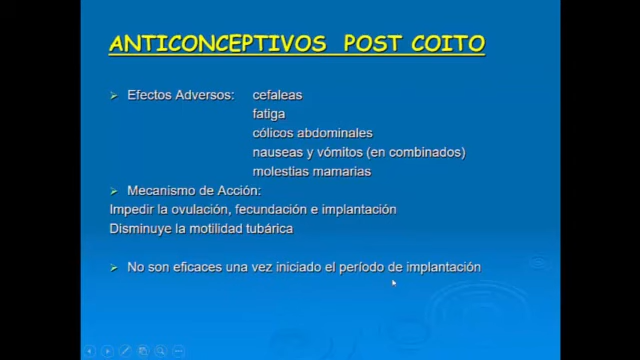 ANTICONCEPTIVOS POST COITO
Efectos Adversos: cefaleas
fatiga
cólicos abdominales
nauseas y vómitos (en combinados)
molestias mamarias
Mecanismo de Acción:
Impedir la ovulación, fecundación e implantación
Disminuye la motilidad tubárica
No son eficaces una vez iniciado el período de implantación